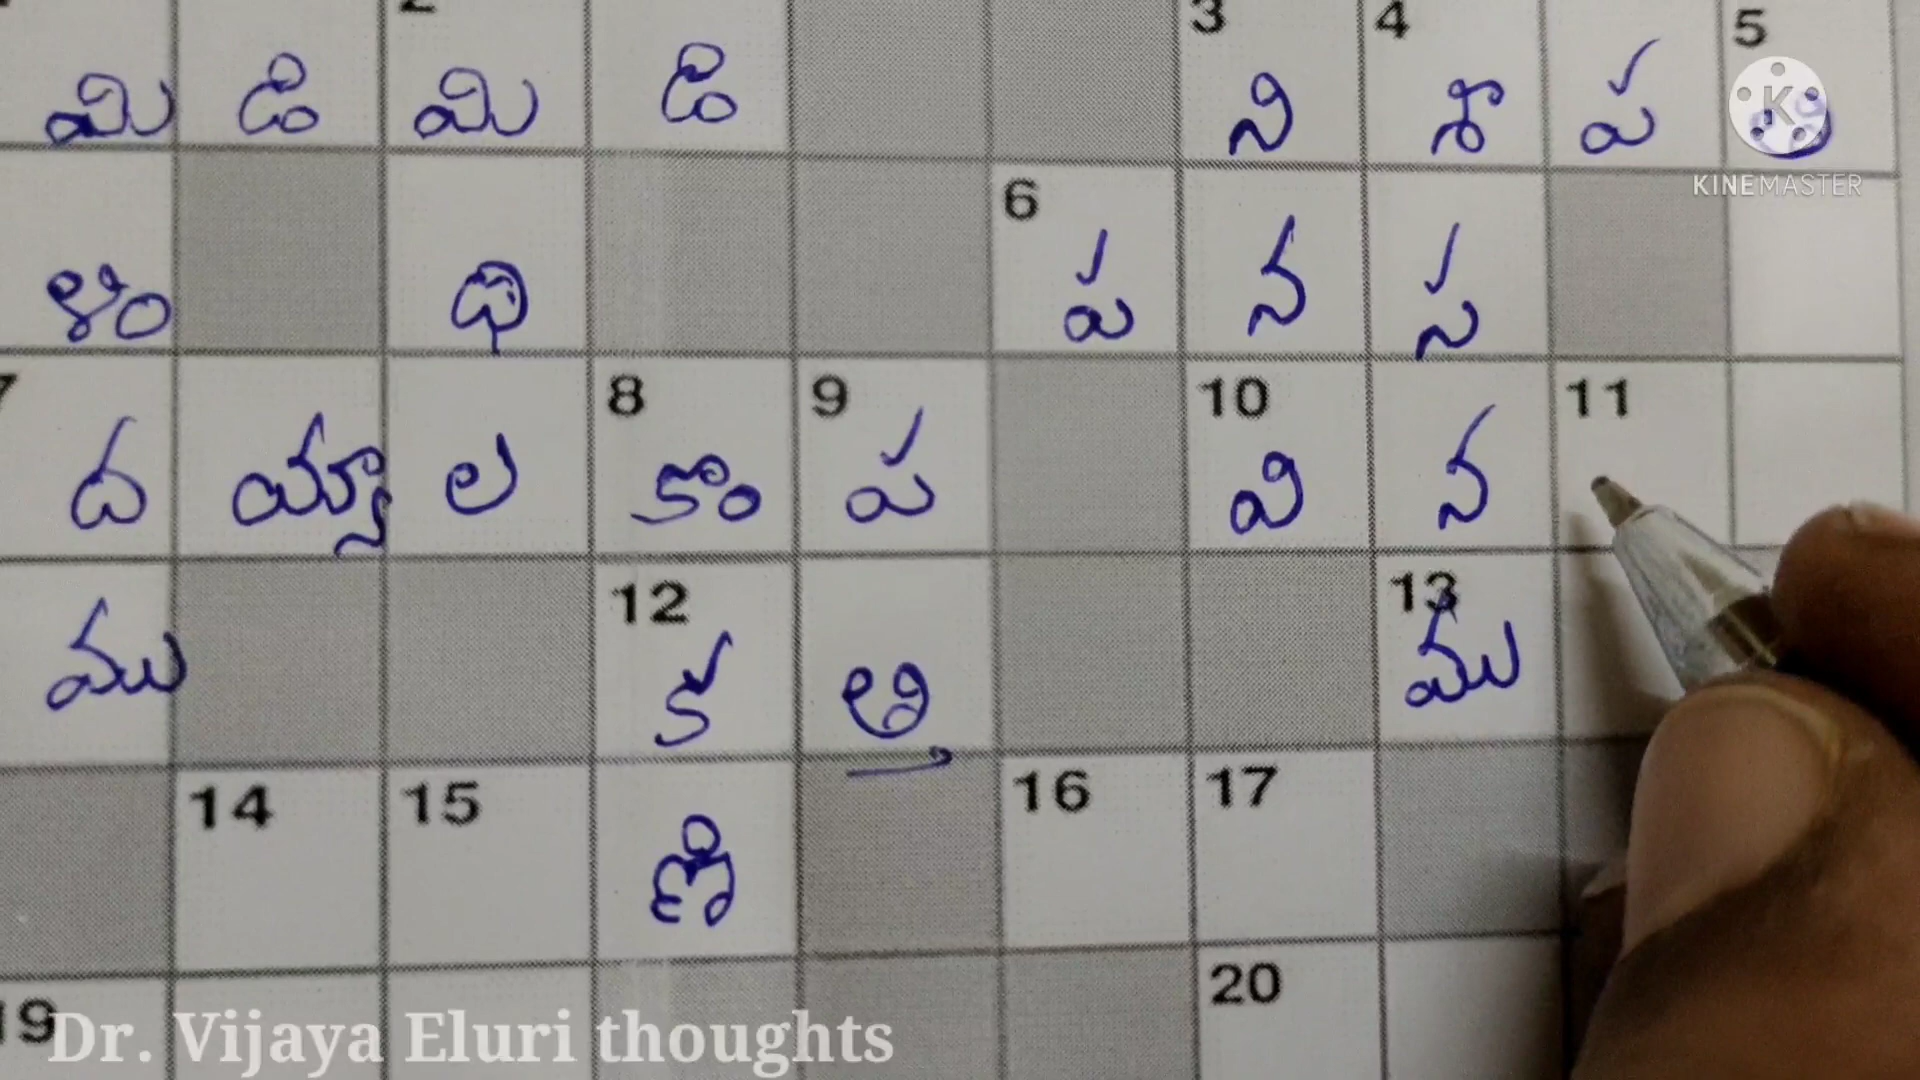 2 3 4 5
మి డి మి డి ని శా ప తి
KINEMASTER
6
ళిం థి ప న స
7 8 9 10 11
ద య్యా ల కొం ప వి న
12 13
ము క త్తి ము
14 15 16 17
ణి
19 20
Dr. Vijaya Eluri thoughts